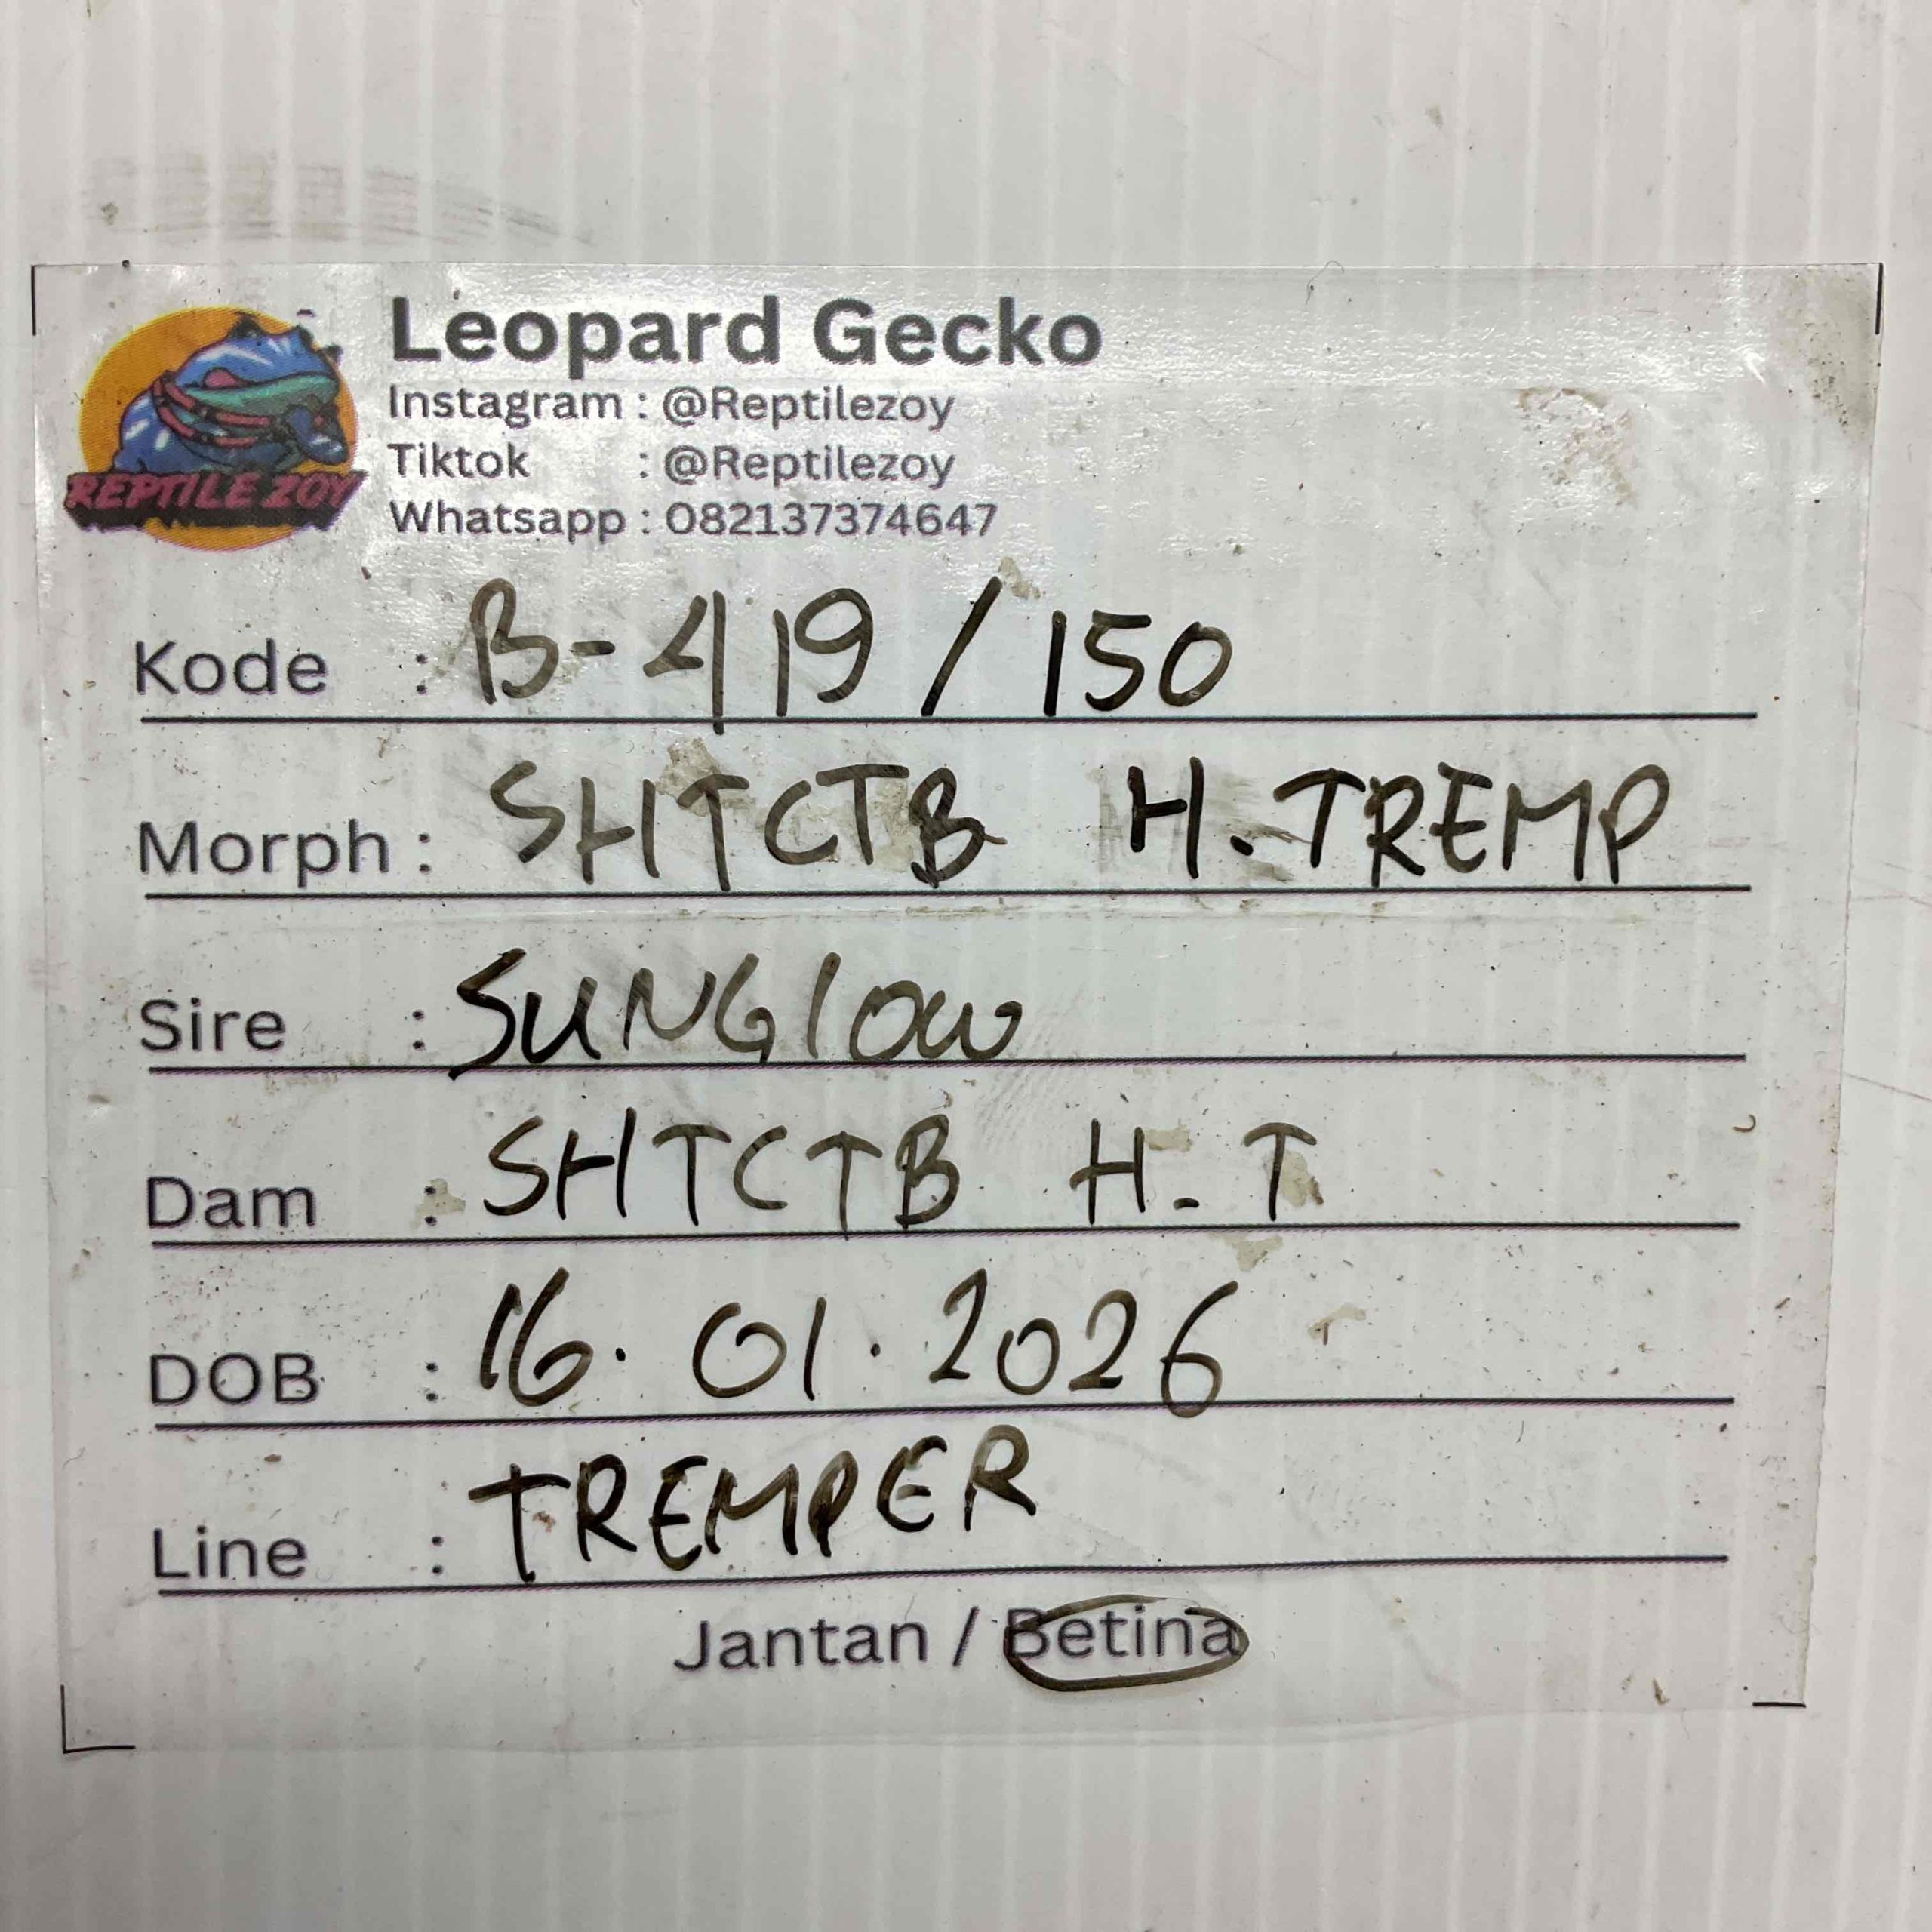 REPTILE ZOY
Leopard Gecko
Instagram : @Reptilezoy
Tiktok : @Reptilezoy
Whatsapp : 082137374647
Kode : B-419/150
Morph : SHTCTB H.TREMP
Sire : SUNGlow
Dam : SHTCTB H-T
DOB : 16.01.2026
Line : TREMPER
Jantan / Betina